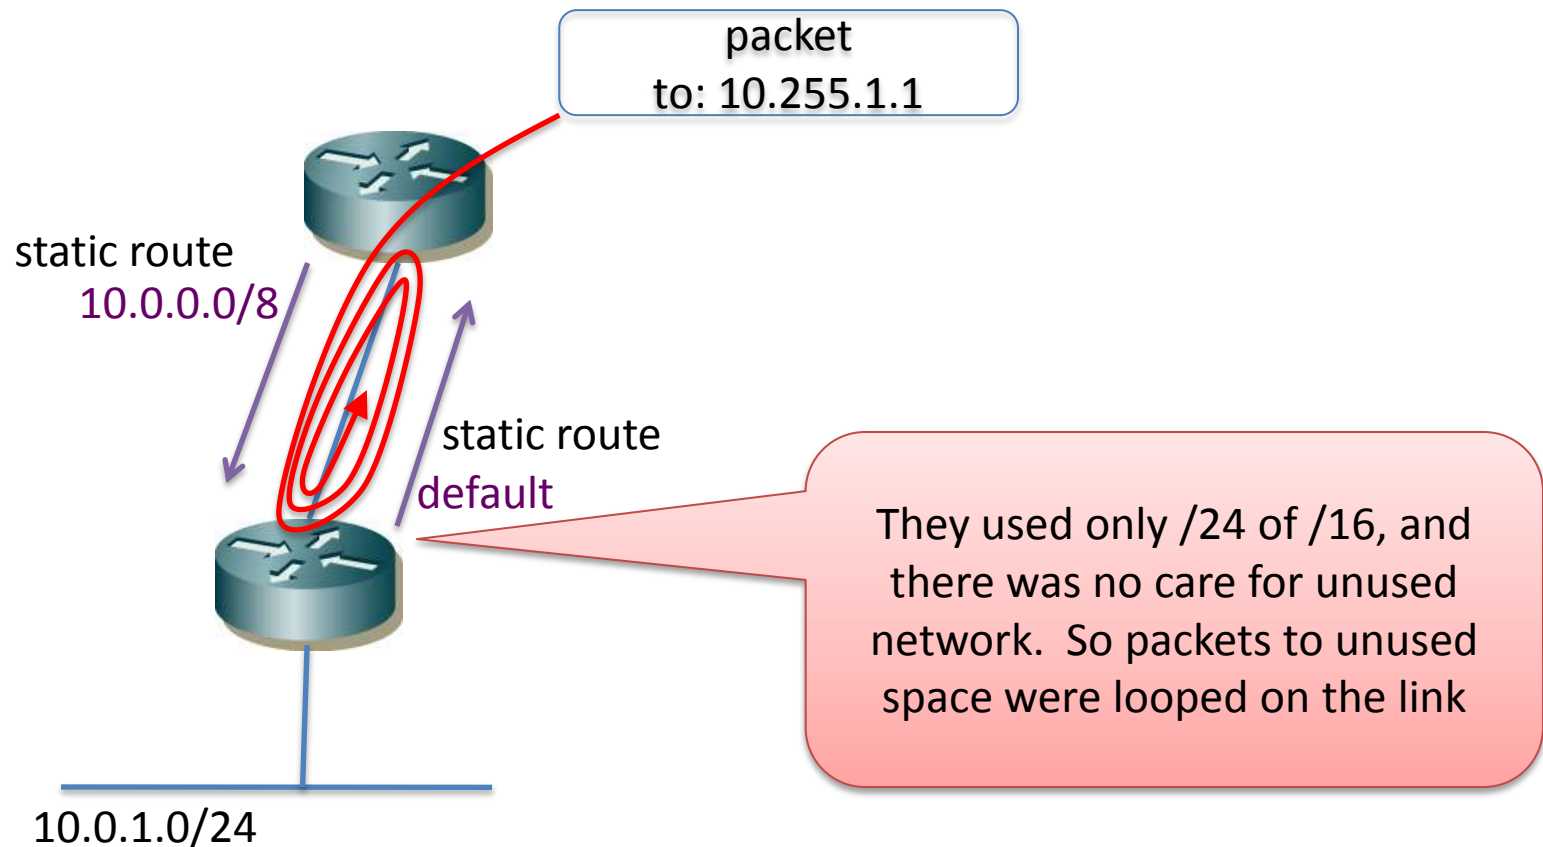 packet
to: 10.255.1.1
static route
10.0.0.0/8
static route
default
They used only /24 of /16, and
there was no care for unused
network.  So packets to unused
space were looped on the link
10.0.1.0/24